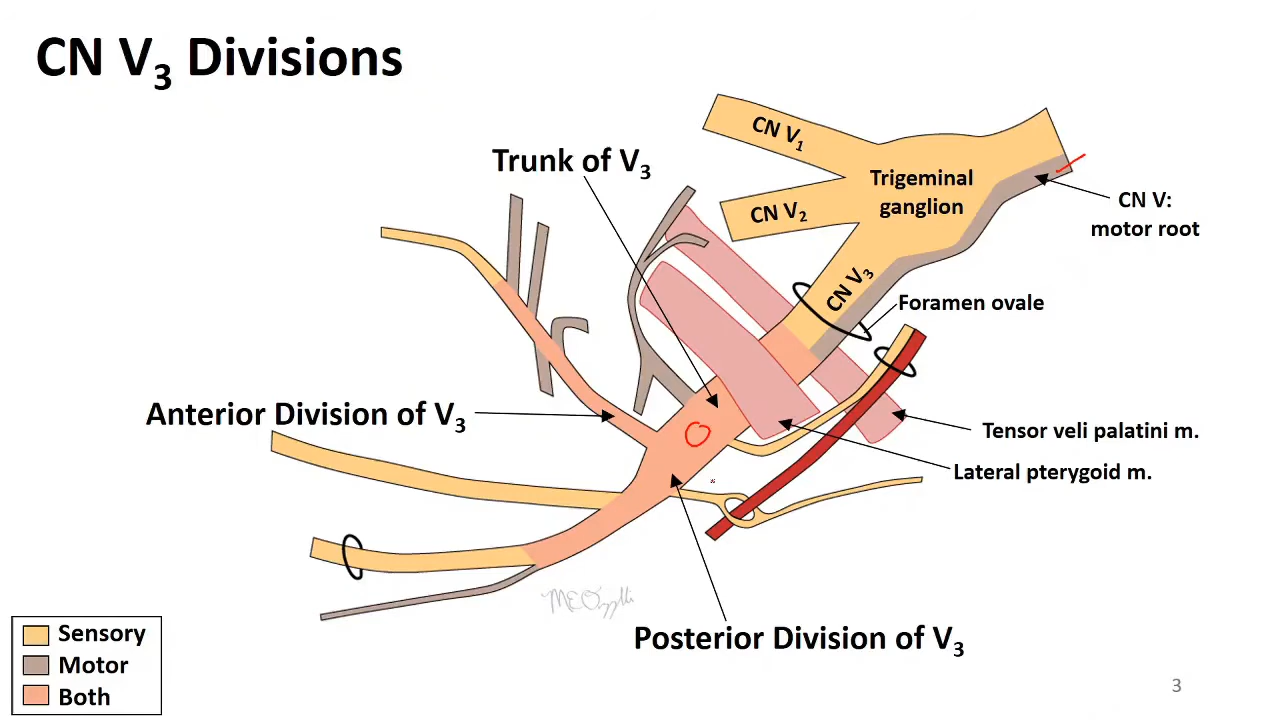 CN V3 Divisions
CN V1
Trunk of V3
Trigeminal
ganglion
CN V2
CN V:
motor root
CN V3
Foramen ovale
Anterior Division of V3
Tensor veli palatini m.
Lateral pterygoid m.
Posterior Division of V3
Sensory
Motor
Both
3